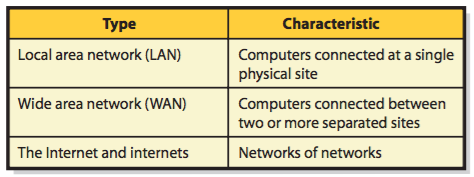 Type Characteristic
Local area network (LAN) Computers connected at a single
physical site
Wide area network (WAN) Computers connected between
two or more separated sites
The Internet and internets Networks of networks